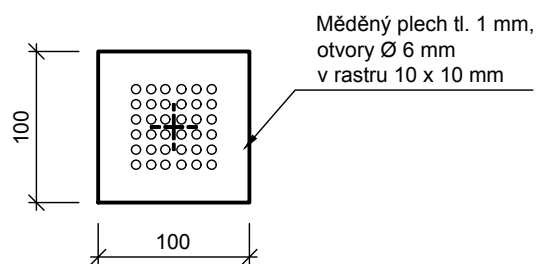 Měděný plech tl. 1 mm,
otvory Ø 6 mm
v rastru 10 x 10 mm
100
100